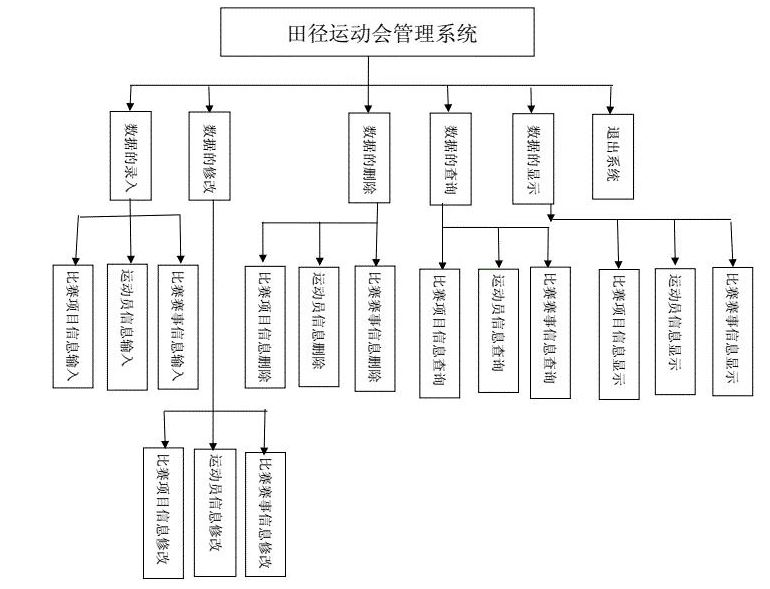 田径运动会管理系统
数据的录入
数据的修改
数据的删除
数据的查询
数据的显示
退出系统
比赛项目信息输入
运动员信息输入
比赛赛事信息输入
比赛项目信息删除
运动员信息删除
比赛赛事信息删除
比赛项目信息查询
运动员信息查询
比赛赛事信息查询
比赛项目信息显示
运动员信息显示
比赛赛事信息显示
比赛项目信息修改
运动员信息修改
比赛赛事信息修改